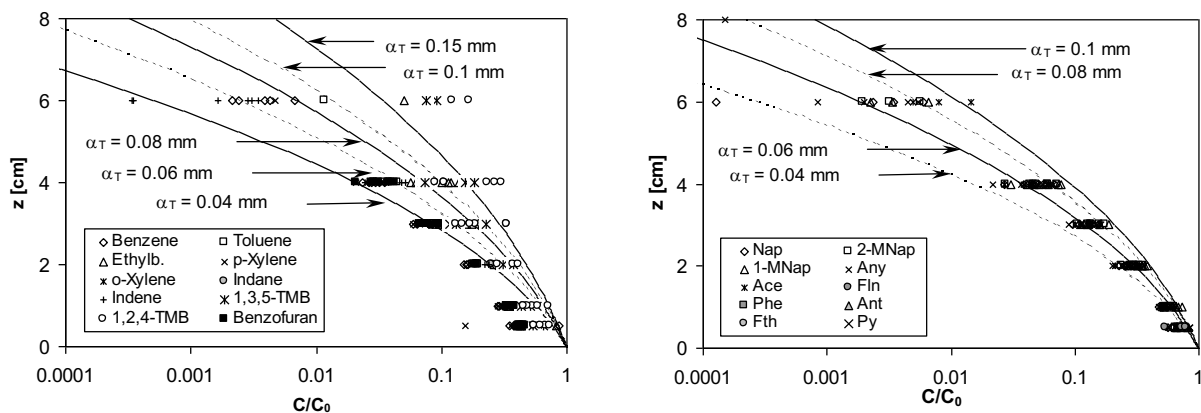 8
6
4
2
0
z [cm]
αT = 0.15 mm
αT = 0.1 mm
αT = 0.08 mm
αT = 0.06 mm
αT = 0.04 mm
Benzene Toluene
Ethylb. p-Xylene
o-Xylene Indane
Indene 1,3,5-TMB
1,2,4-TMB Benzofuran
0.0001 0.001 0.01 0.1 1
C/C0
8
6
4
2
0
z [cm]
αT = 0.1 mm
αT = 0.08 mm
αT = 0.06 mm
αT = 0.04 mm
Nap 2-MNap
1-MNap Any
Ace Fln
Phe Ant
Fth Py
0.0001 0.001 0.01 0.1 1
C/C0